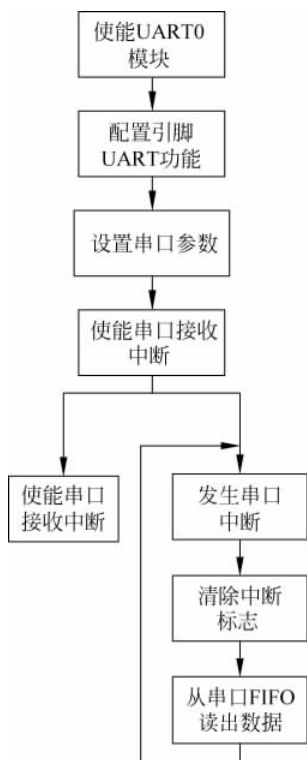 使能UART0
模块
配置引脚
UART功能
设置串口参数
使能串口接收
中断
使能串口
接收中断
发生串口
中断
清除中断
标志
从串口FIFO
读出数据